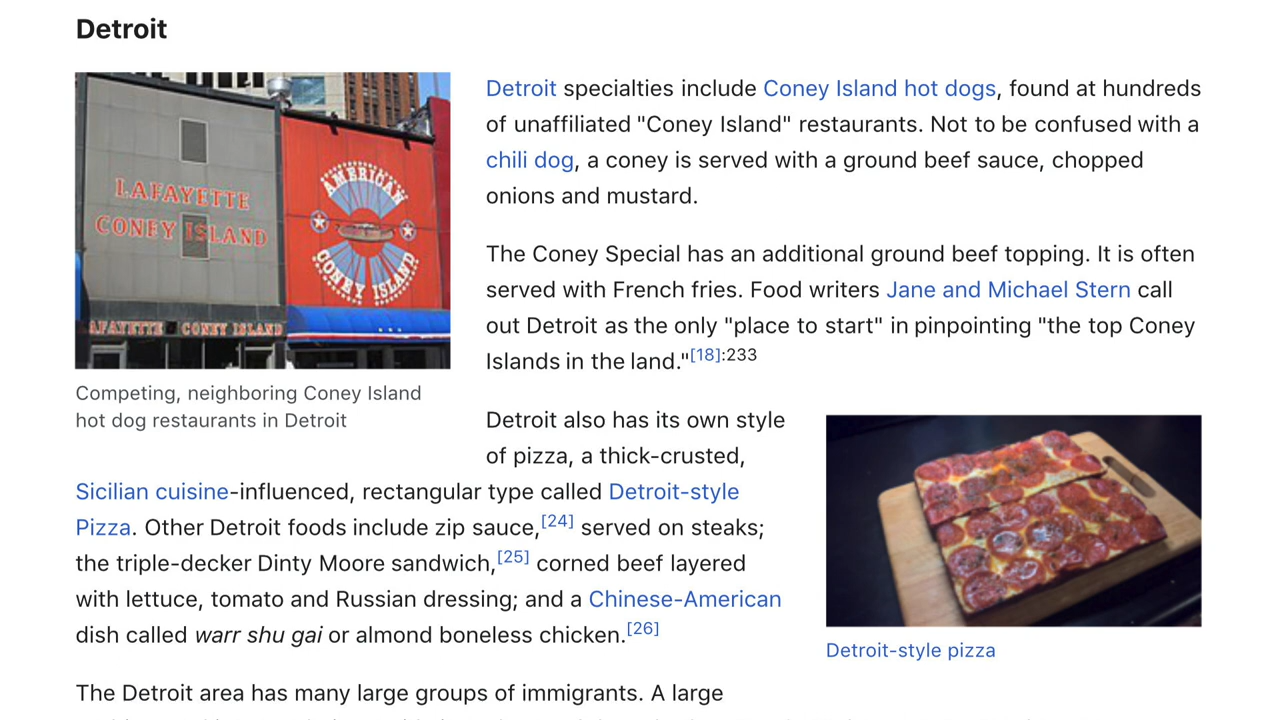 Detroit
LAFAYETTE
CONEY ISLAND
AMERICAN
CONEY ISLAND
LAFAYETTE CONEY ISLAND
Competing, neighboring Coney Island
hot dog restaurants in Detroit
Detroit specialties include Coney Island hot dogs, found at hundreds
of unaffiliated "Coney Island" restaurants. Not to be confused with a
chili dog, a coney is served with a ground beef sauce, chopped
onions and mustard.
The Coney Special has an additional ground beef topping. It is often
served with French fries. Food writers Jane and Michael Stern call
out Detroit as the only "place to start" in pinpointing "the top Coney
Islands in the land."[18]:233
Detroit also has its own style
of pizza, a thick-crusted,
Sicilian cuisine-influenced, rectangular type called Detroit-style
Pizza. Other Detroit foods include zip sauce,[24] served on steaks;
the triple-decker Dinty Moore sandwich,[25] corned beef layered
with lettuce, tomato and Russian dressing; and a Chinese-American
dish called warr shu gai or almond boneless chicken.[26]
Detroit-style pizza
The Detroit area has many large groups of immigrants. A large